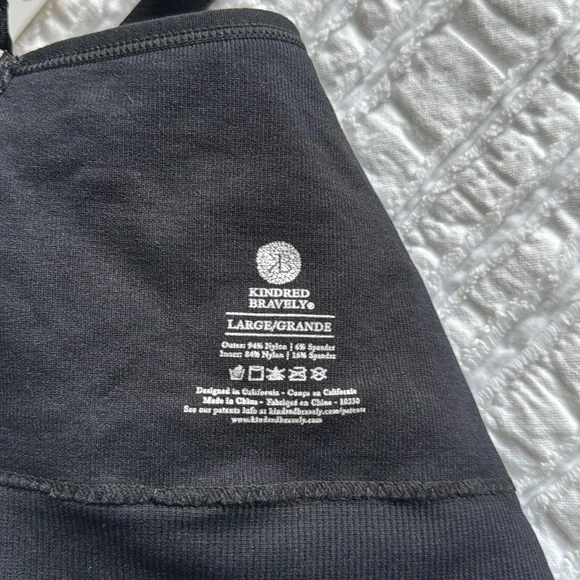 KINDRED
BRAVELY®
LARGE/GRANDE
Outer: 94% Nylon | 6% Spandex
Inner: 84% Nylon | 16% Spandex
Designed in California - Conçu en Californie
Made in China - Fabriqué en Chine - 10350
See our patents info at kindredbravely.com/patents
www.kindredbravely.com